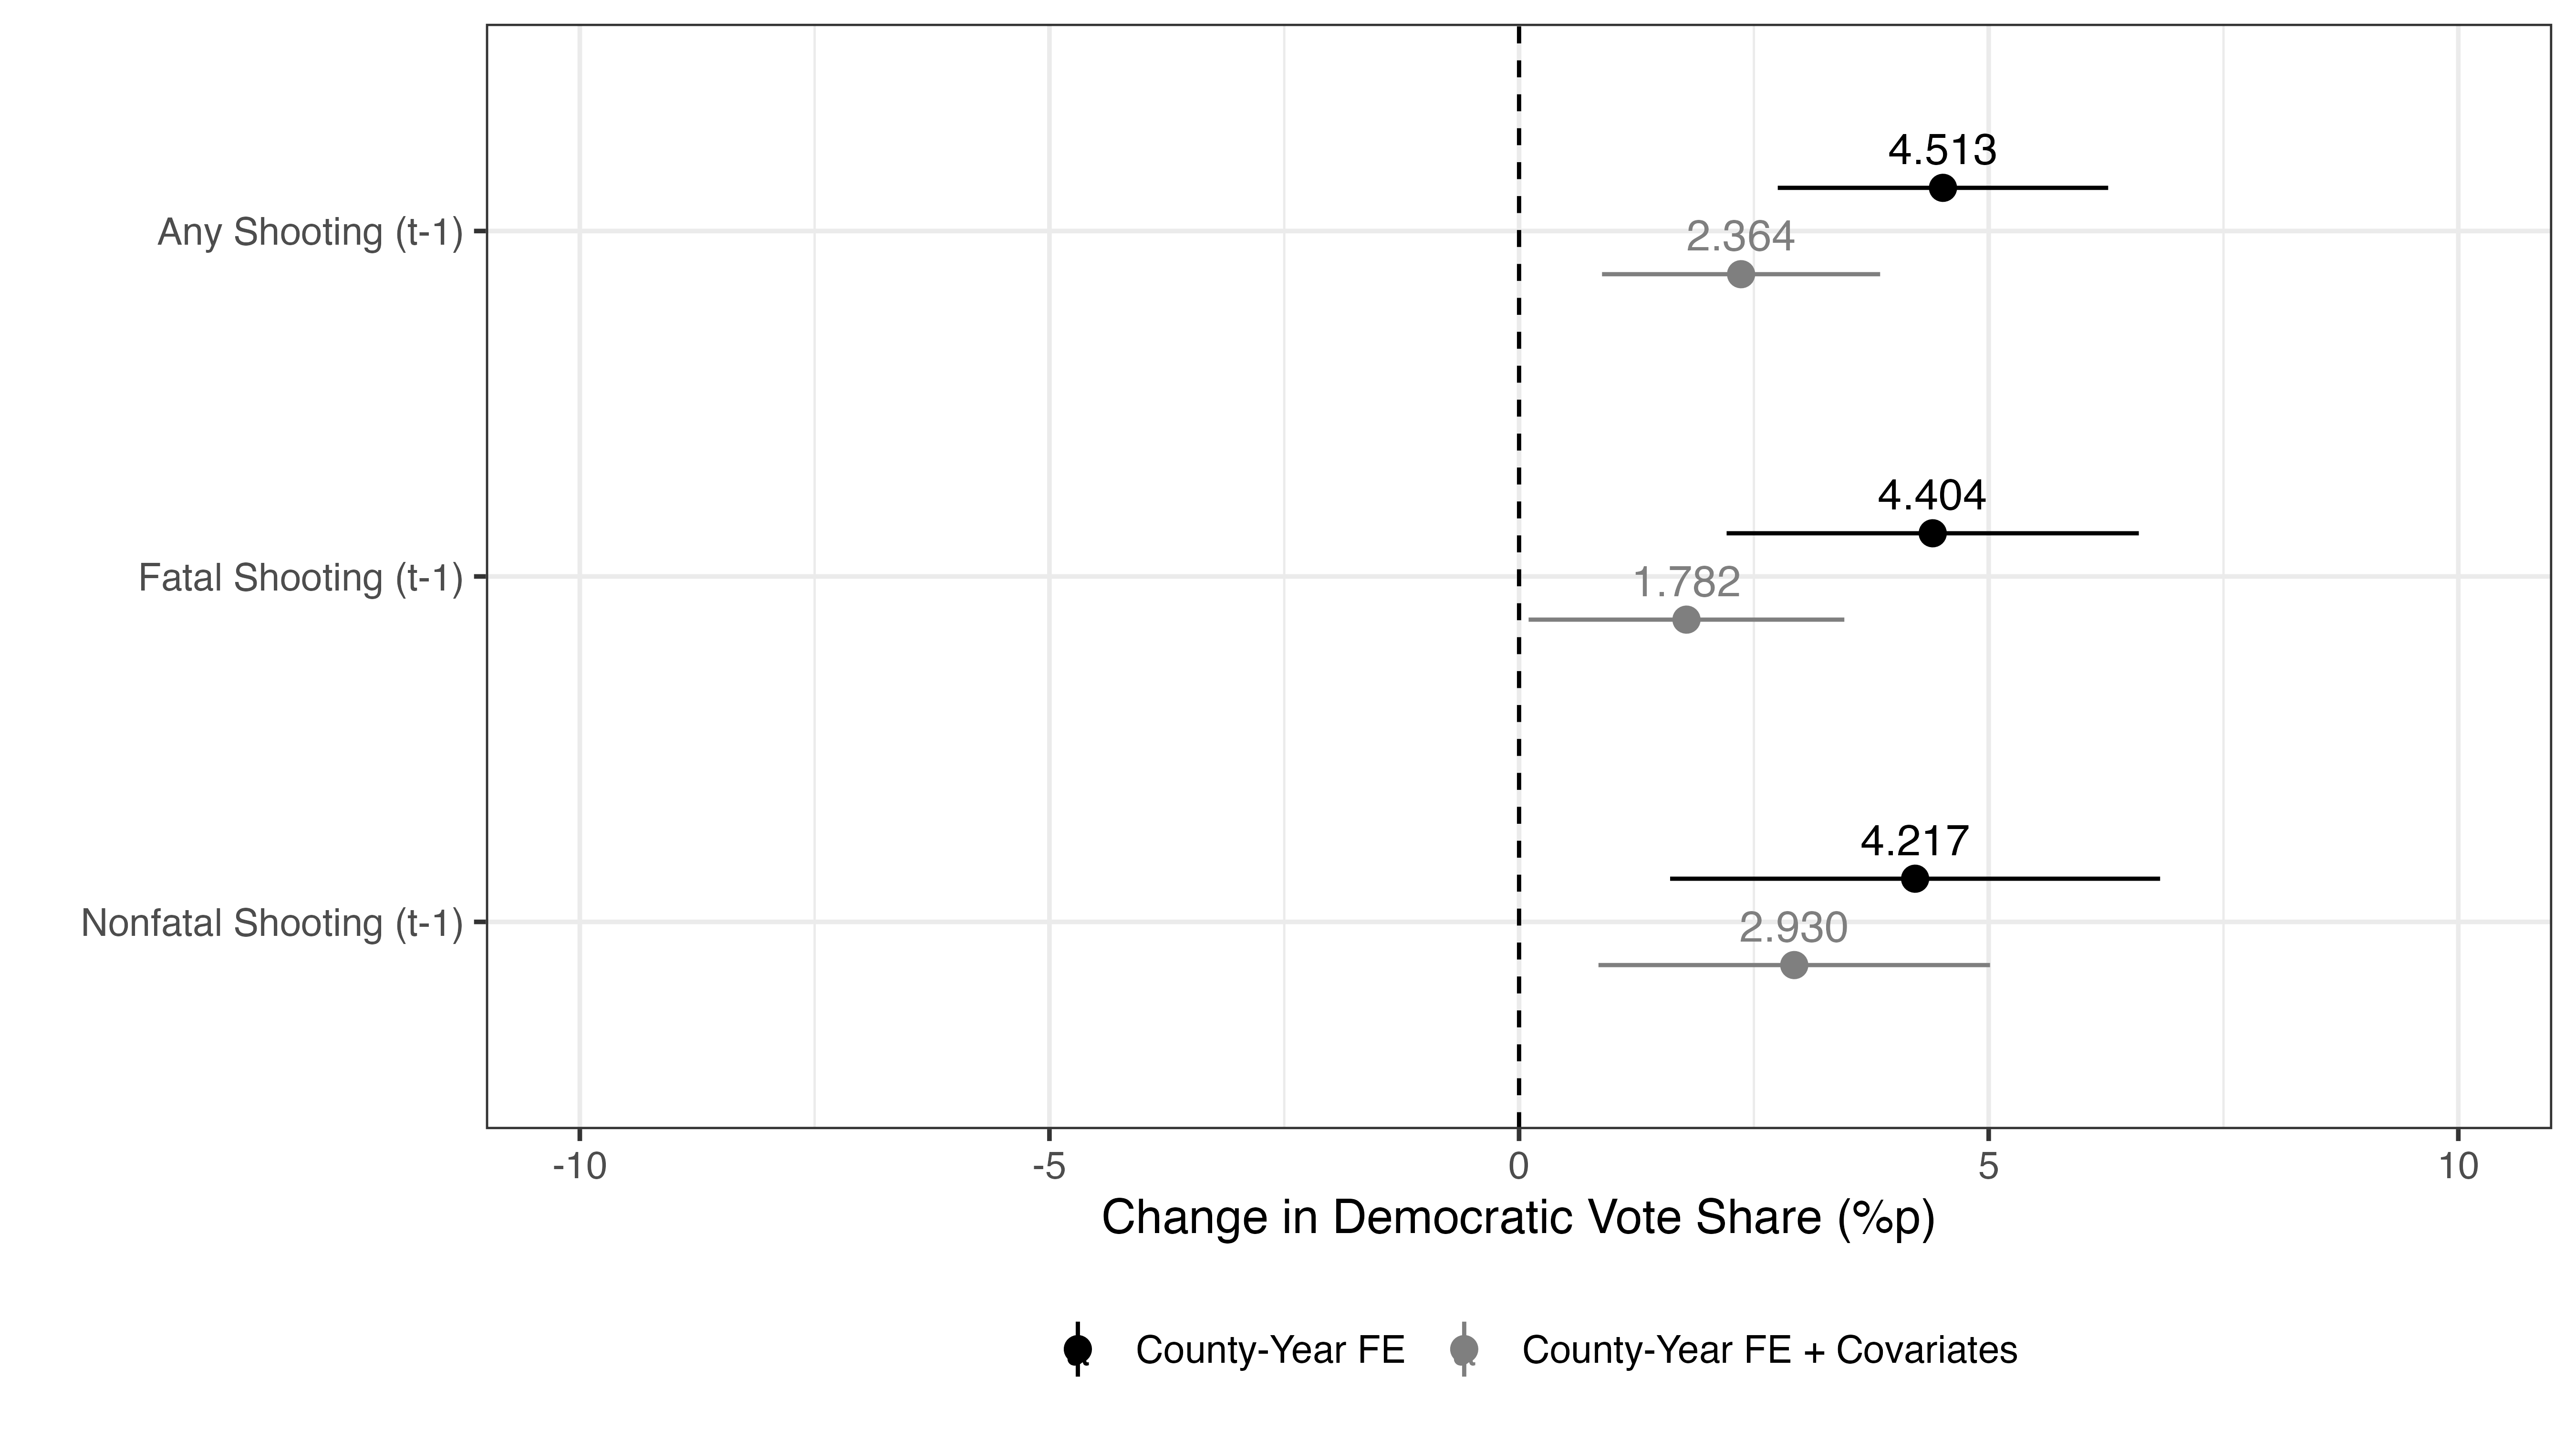 4.513
Any Shooting (t-1)
2.364
4.404
Fatal Shooting (t-1)
1.782
4.217
Nonfatal Shooting (t-1)
2.930
-10 -5 0 5 10
Change in Democratic Vote Share (%p)
County-Year FE County-Year FE + Covariates